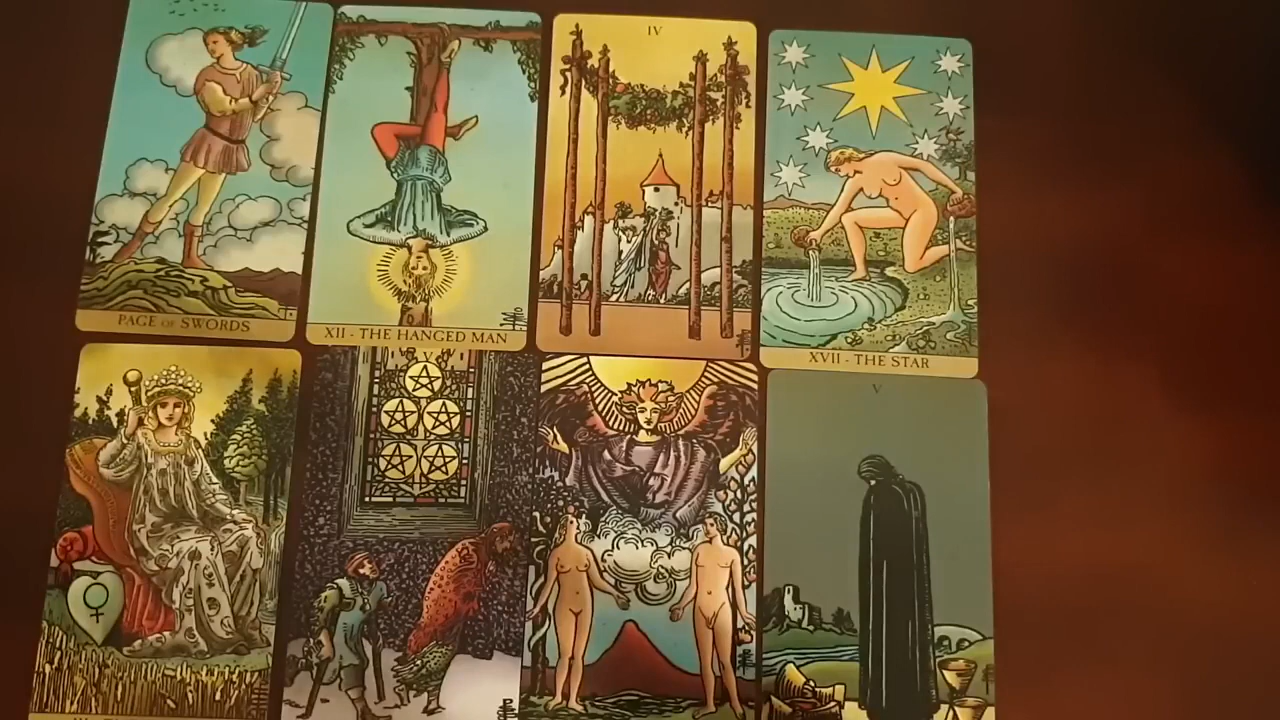 PAGE OF SWORDS
XII - THE HANGED MAN
IV
XVII - THE STAR
V
V